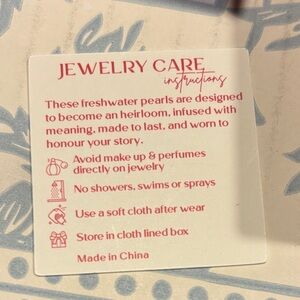 JEWELRY CARE
instructions
These freshwater pearls are designed
to become an heirloom, infused with
meaning, made to last, and worn to
honour your story.
Avoid make up & perfumes
directly on jewelry
No showers, swims or sprays
Use a soft cloth after wear
Store in cloth lined box
Made in China